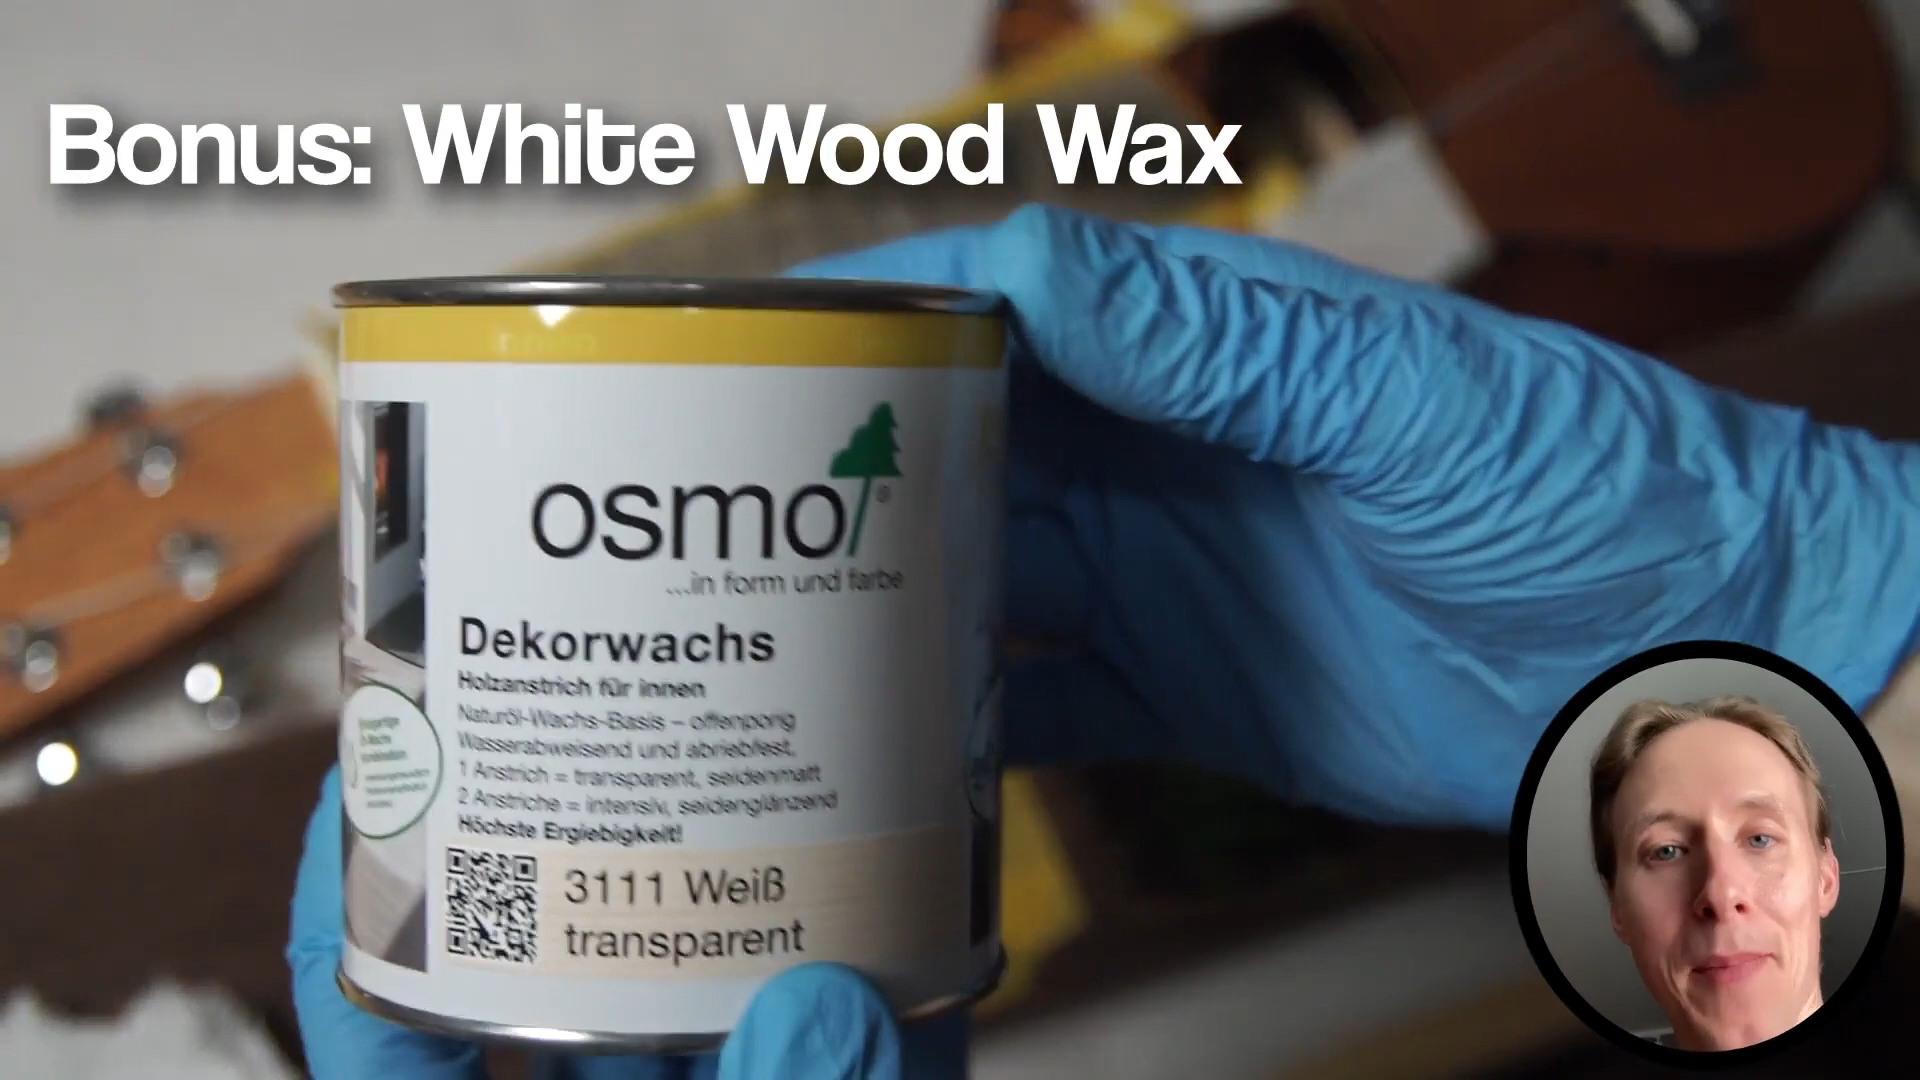 Bonus: White Wood Wax
osmo
...in form und farbe
Dekorwachs
Holzanstrich für innen
Naturöl-Wachs-Basis – offenporig
Wasserabweisend und abriebfest,
1 Anstrich = transparent, seidenmatt
2 Anstriche = intensiv, seidenglänzend
Höchste Ergiebigkeit!
3111 Weiß
transparent